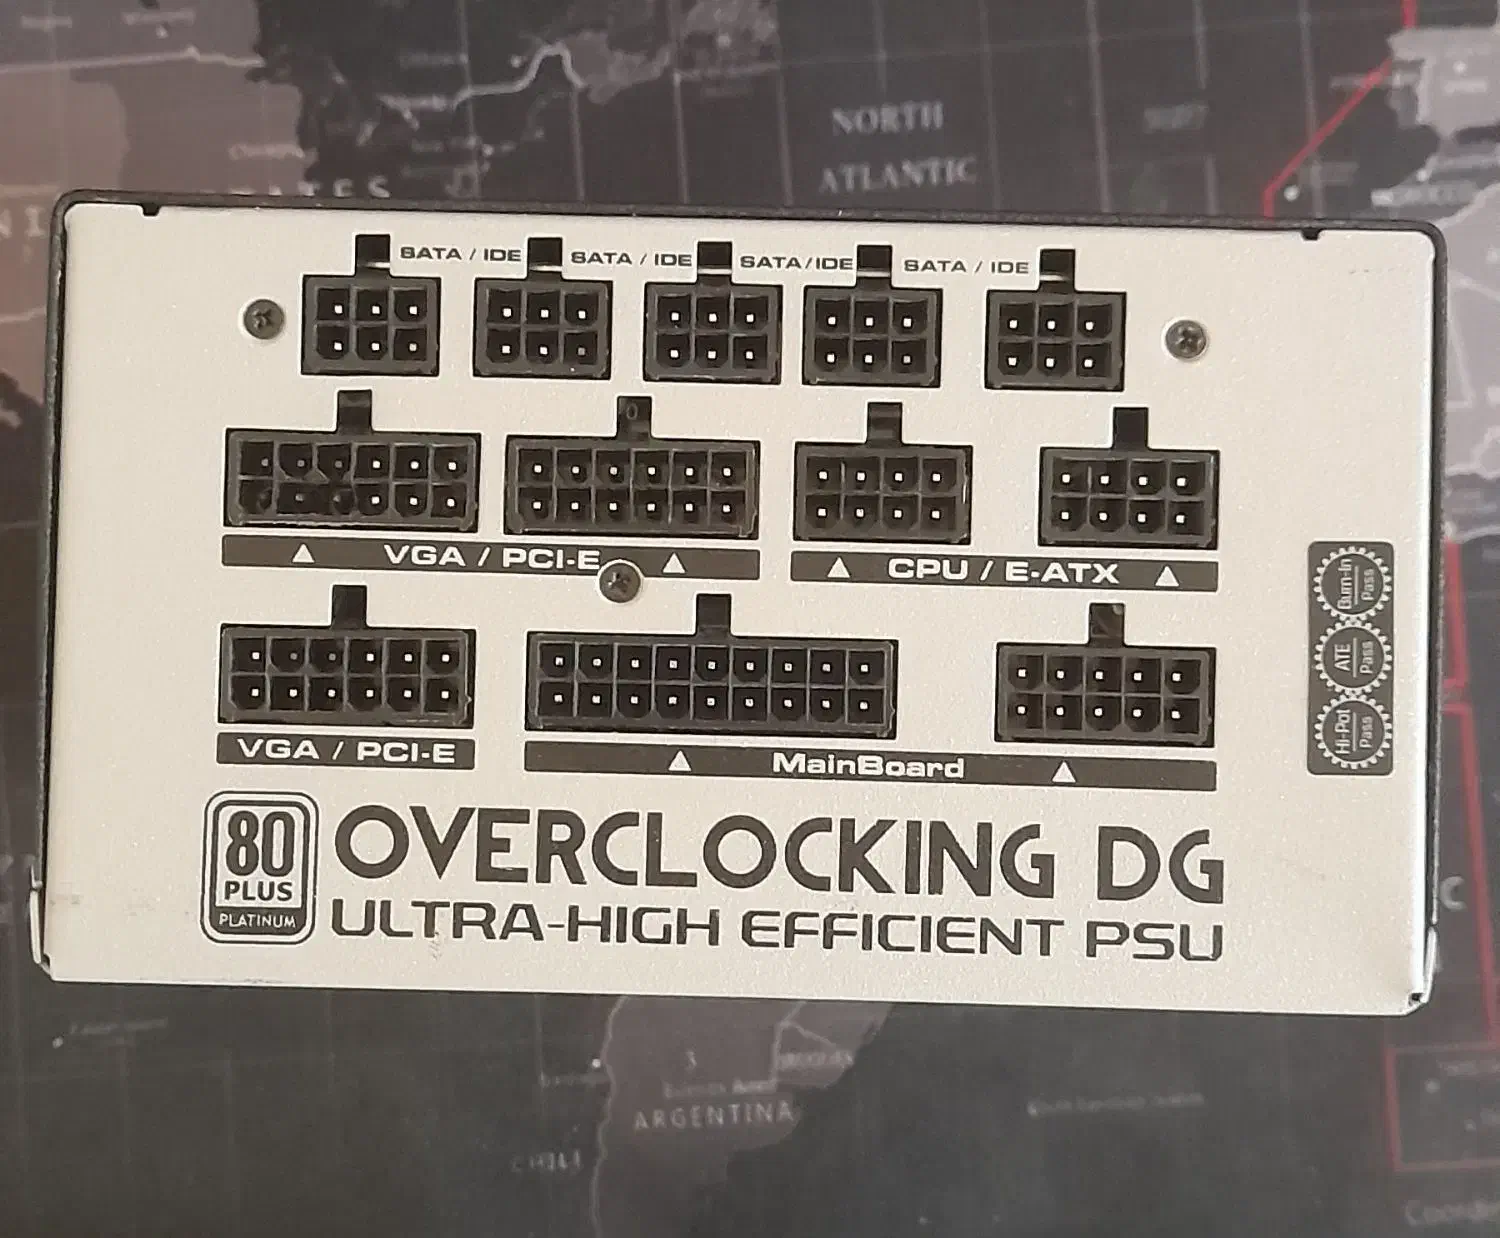 NORTH
ATLANTIC
SATA / IDE SATA / IDE SATA/IDE SATA / IDE
VGA / PCI-E
CPU / E-ATX
Burn-In
Pass
ATE
Pass
Hi-Pot
Pass
VGA / PCI-E
MainBoard
80
PLUS
PLATINUM
OVERCLOCKING DG
ULTRA-HIGH EFFICIENT PSU
ARGENTINA